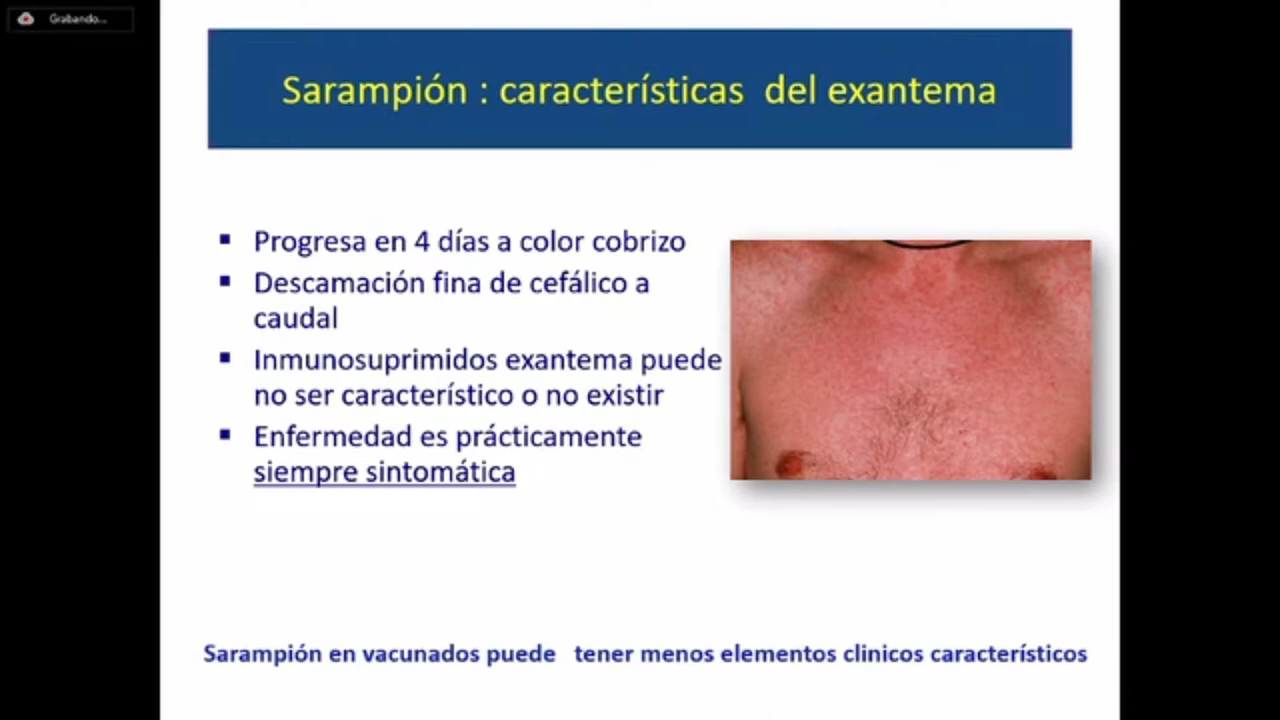 Grabando...
Sarampión : características del exantema
▪ Progresa en 4 días a color cobrizo
▪ Descamación fina de cefálico a
caudal
▪ Inmunosuprimidos exantema puede
no ser característico o no existir
▪ Enfermedad es prácticamente
siempre sintomática
Sarampión en vacunados puede tener menos elementos clinicos característicos